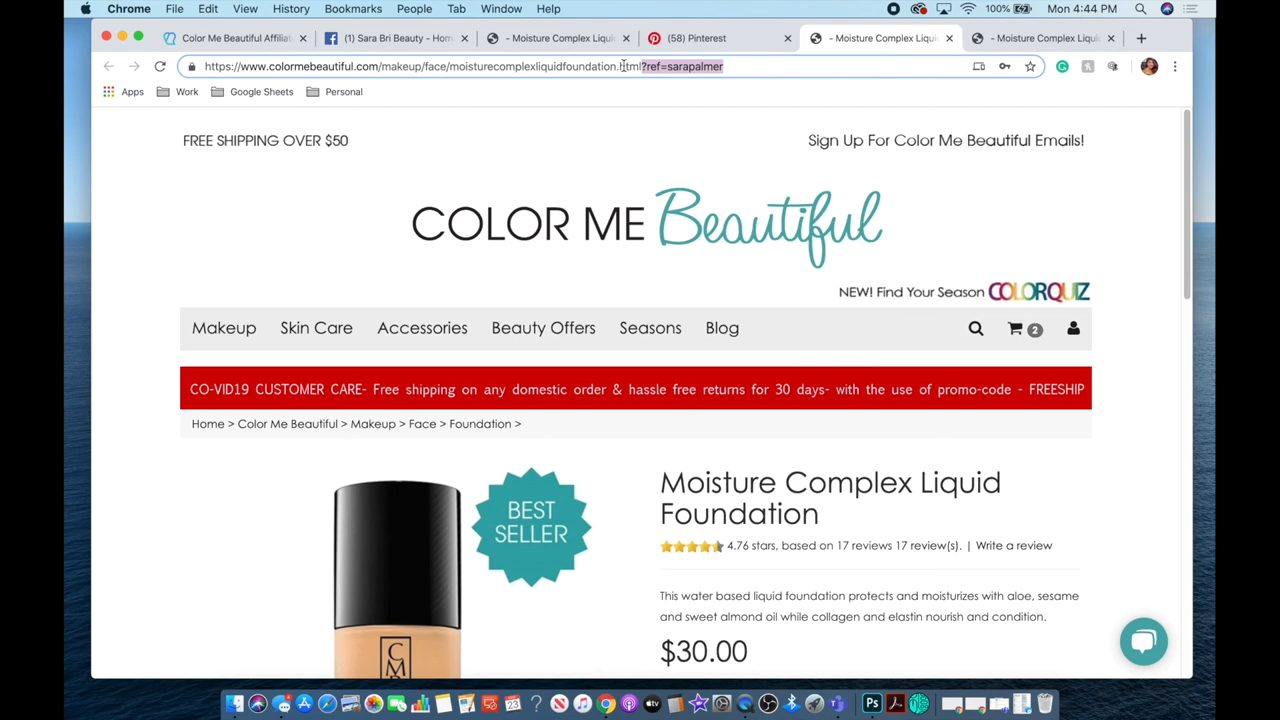 Chrome File Edit View History Bookmarks People Tab Window Help 100% Mon 4:44 PM
Color Me Beautiful Affiliat (1) Sara Bri Beauty - Hom - Moisture Complex Liqui (58) Pinterest - Moisture Complex Liqui - Moisture Complex Liqui
https://www.colormebeautiful.com/makeup/face/moisturecomplexliquidfoundation.html?ref=sarapalmer
Apps Work Google Sheets Personal
FREE SHIPPING OVER $50 Sign Up For Color Me Beautiful Emails!
COLOR ME Beautiful
NEW! Find Your Season COLORQUIZ
Makeup Skin Care Accessories Beauty Offers Seasons Blog 2
CO-VID19 CUSTOMER CARE- Free shipping on any domestic order & hassle free returns for 30 days- with the use of promo-code - FREESHIP
Home > Color Me Beautiful > Makeup > Face > Foundation >
BEST
SELLER
Moisture Complex Liquid
Foundation
4.76 stars, based on 17 reviews 17 review(s). | Write a review
This water based liquid foundation protects and moisturizes with aloe, sesame
and sweet almond oil while collagen and elastin nourish and condition.
$30.00
C
M
Ps